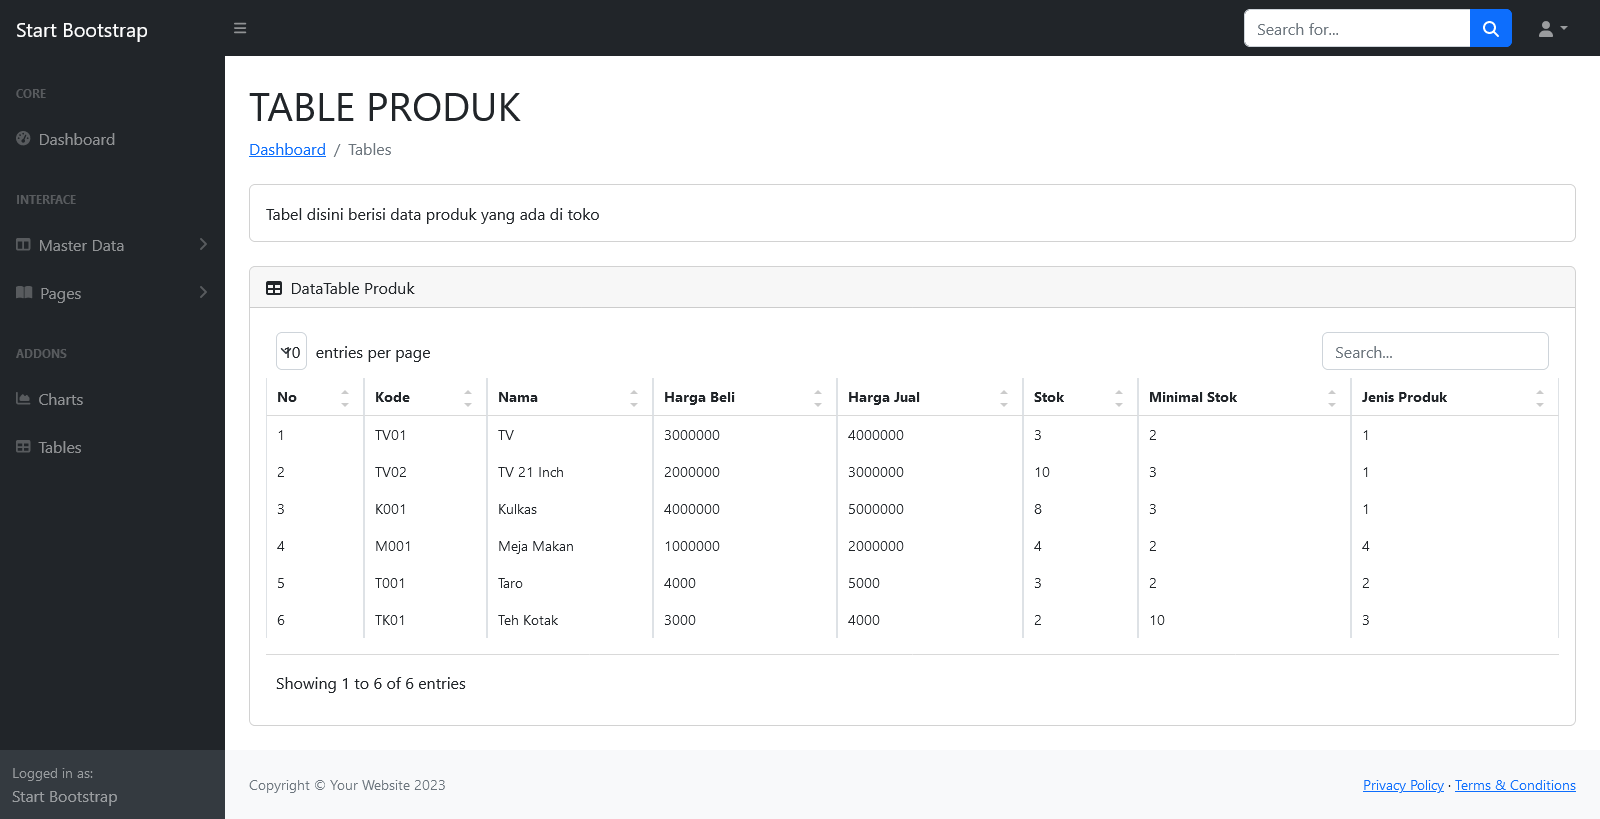 Start Bootstrap
Search for...
CORE
Dashboard
INTERFACE
Master Data
Pages
ADDONS
Charts
Tables
Logged in as:
Start Bootstrap
TABLE PRODUK
Dashboard / Tables
Tabel disini berisi data produk yang ada di toko
DataTable Produk
10 entries per page
Search...
No Kode Nama Harga Beli Harga Jual Stok Minimal Stok Jenis Produk
1 TV01 TV 3000000 4000000 3 2 1
2 TV02 TV 21 Inch 2000000 3000000 10 3 1
3 K001 Kulkas 4000000 5000000 8 3 1
4 M001 Meja Makan 1000000 2000000 4 2 4
5 T001 Taro 4000 5000 3 2 2
6 TK01 Teh Kotak 3000 4000 2 10 3
Showing 1 to 6 of 6 entries
Copyright © Your Website 2023
Privacy Policy · Terms & Conditions